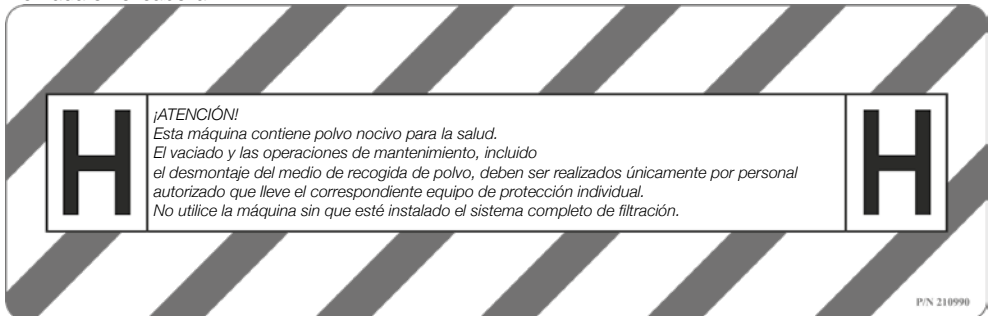 H
¡ATENCIÓN!
Esta máquina contiene polvo nocivo para la salud.
El vaciado y las operaciones de mantenimiento, incluido
el desmontaje del medio de recogida de polvo, deben ser realizados únicamente por personal
autorizado que lleve el correspondiente equipo de protección individual.
No utilice la máquina sin que esté instalado el sistema completo de filtración.
H
P/N 210990